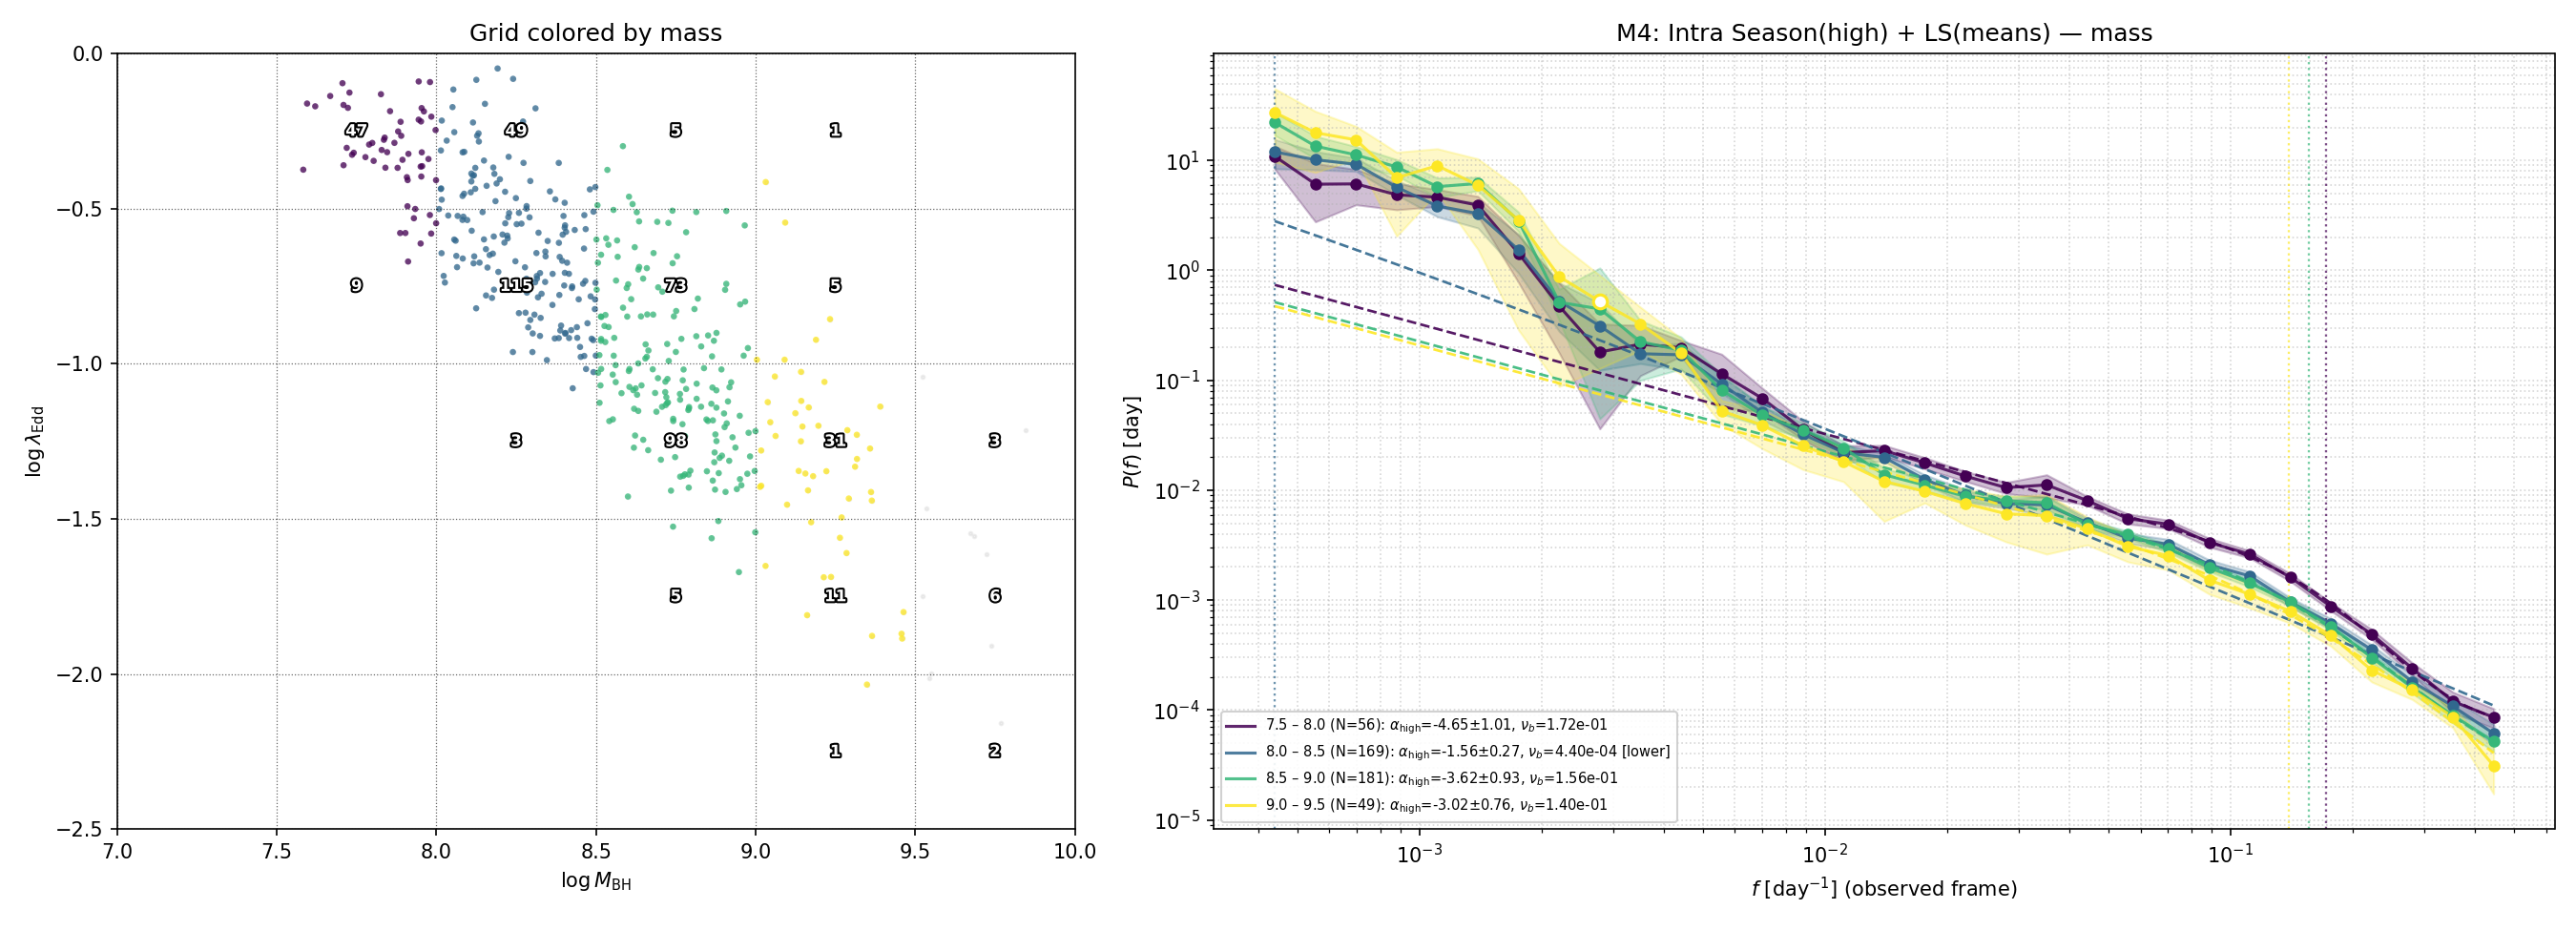 Grid colored by mass
0.0
−0.5
−1.0
−1.5
−2.0
−2.5
log λEdd
47 49 5 1
9 115 73 5
3 98 31 3
5 11 6
1 2
7.0 7.5 8.0 8.5 9.0 9.5 10.0
log MBH
M4: Intra Season(high) + LS(means) — mass
10¹
10⁰
10⁻¹
10⁻²
10⁻³
10⁻⁴
10⁻⁵
P(f) [day]
7.5 – 8.0 (N=56): αhigh=-4.65±1.01, νb=1.72e-01
8.0 – 8.5 (N=169): αhigh=-1.56±0.27, νb=4.40e-04 [lower]
8.5 – 9.0 (N=181): αhigh=-3.62±0.93, νb=1.56e-01
9.0 – 9.5 (N=49): αhigh=-3.02±0.76, νb=1.40e-01
10⁻³ 10⁻² 10⁻¹
f [day⁻¹] (observed frame)